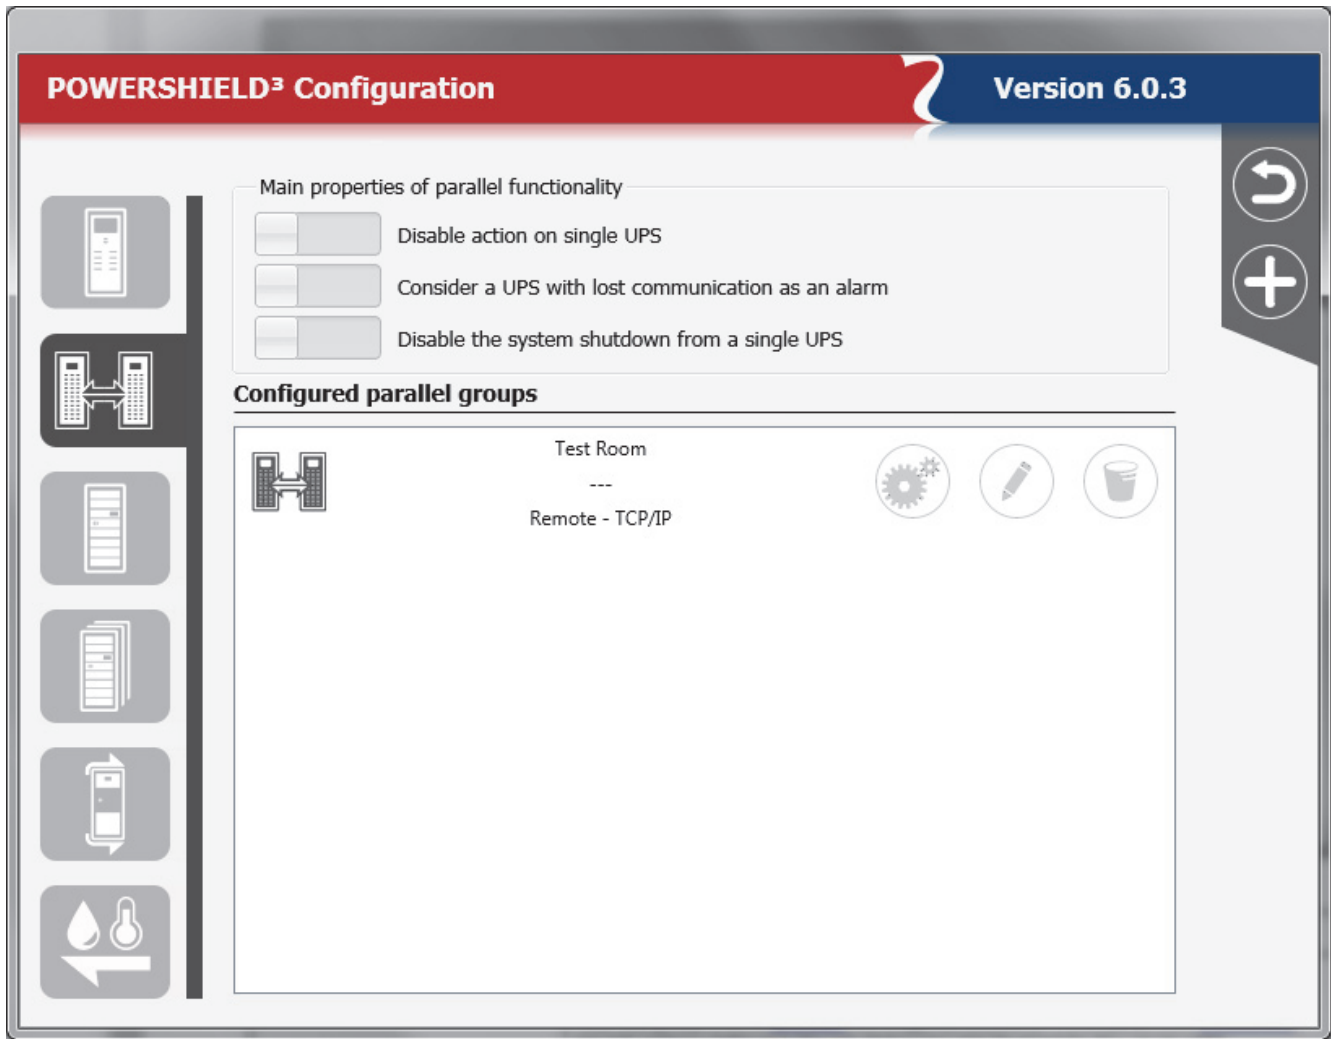 POWERSHIELD³ Configuration
Version 6.0.3
Main properties of parallel functionality
Disable action on single UPS
Consider a UPS with lost communication as an alarm
Disable the system shutdown from a single UPS
Configured parallel groups
Test Room
---
Remote - TCP/IP